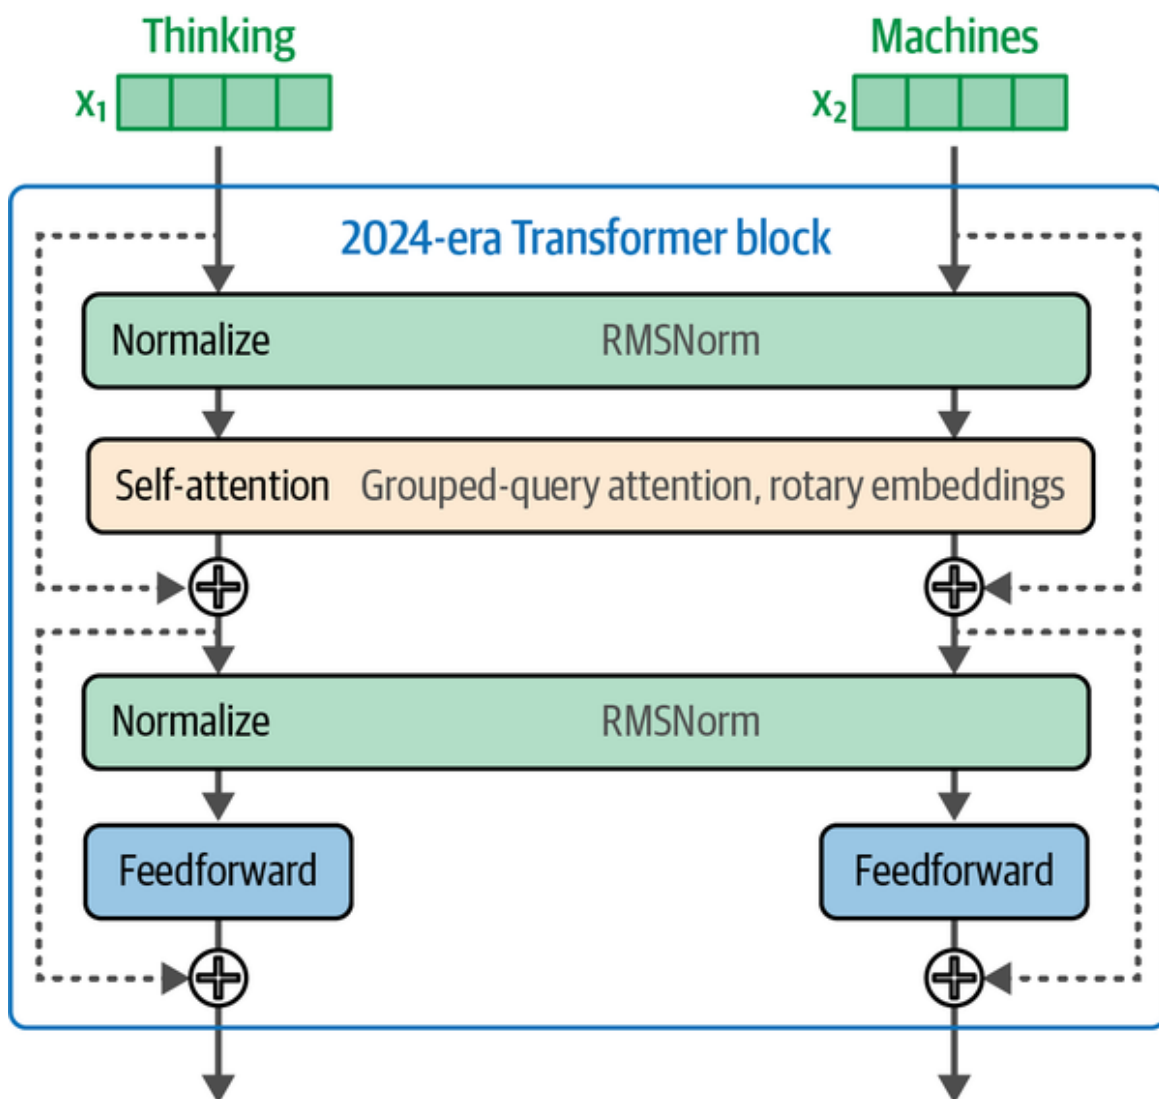 Thinking Machines
x₁ x₂
2024-era Transformer block
Normalize RMSNorm
Self-attention Grouped-query attention, rotary embeddings
Normalize RMSNorm
Feedforward Feedforward